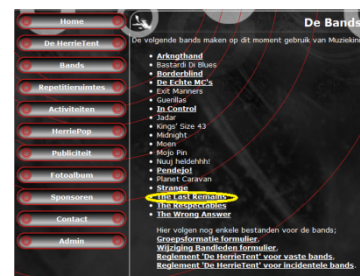 Home
De HerrieTent
Bands
Repetitieruimtes
Activiteiten
HerriePop
Publiciteit
Fotoalbum
Sponsoren
Contact
Admin
De Bands
De volgende bands maken op dit moment gebruik van Muziekin
Arkngthand
Bastardi Di Blues
Borderblind
De Echte MC's
Exit Manners
Guerillas
In Control
Jadar
Kings' Size 43
Midnight
Moen
Mojo Pin
Nuuj heldehhh!
Pendejo!
Planet Caravan
Strange
The Last Remains
The Respectables
The Wrong Answer
Hier volgen nog enkele bestanden voor de bands;
Groepsformatie formulier,
Wijziging Bandleden formulier,
Reglement 'De HerrieTent' voor vaste bands,
Reglement 'De HerrieTent' voor incidentele bands.